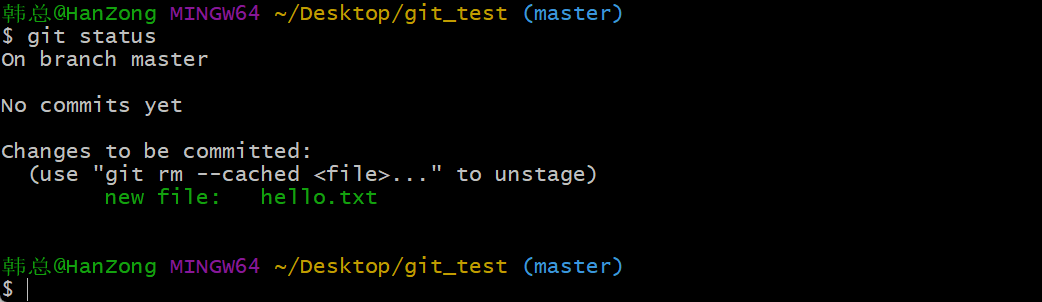 韩总@HanZong MINGW64 ~/Desktop/git_test (master)
$ git status
On branch master
No commits yet
Changes to be committed:
  (use "git rm --cached <file>..." to unstage)
        new file:   hello.txt
韩总@HanZong MINGW64 ~/Desktop/git_test (master)
$